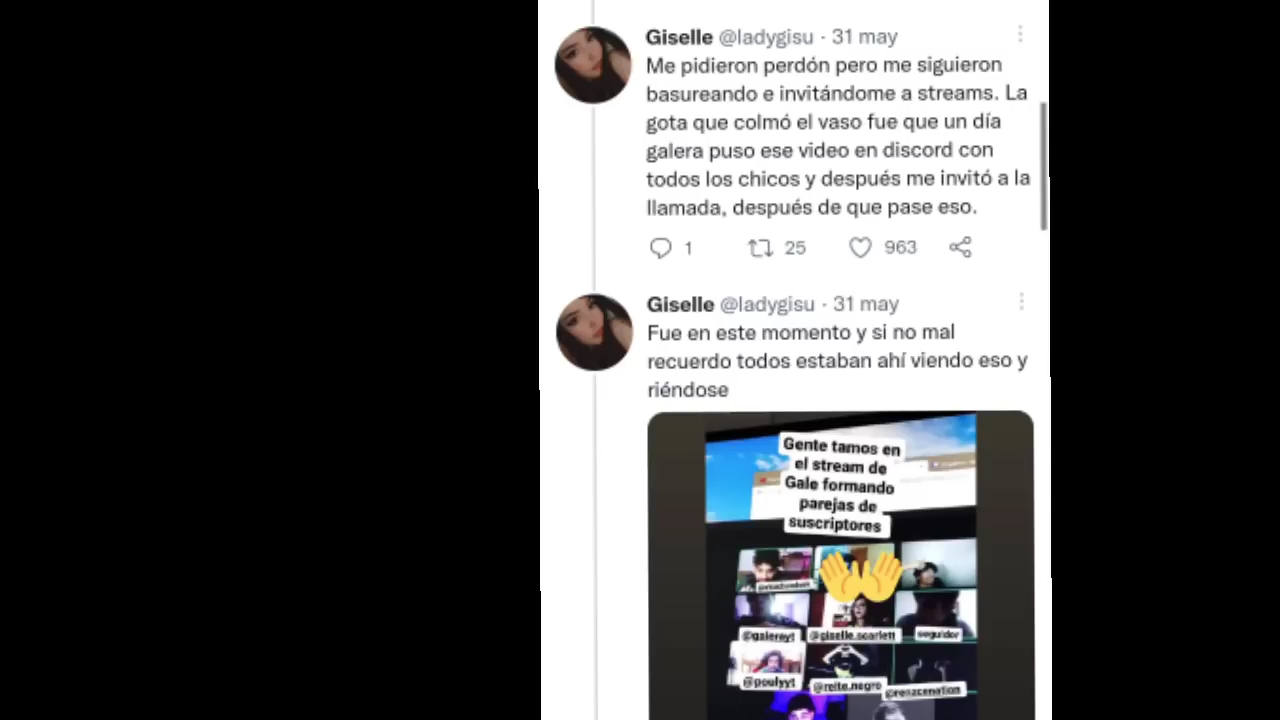 Giselle @ladygisu · 31 may
Me pidieron perdón pero me siguieron
basureando e invitándome a streams. La
gota que colmó el vaso fue que un día
galera puso ese video en discord con
todos los chicos y después me invitó a la
llamada, después de que pase eso.
1 25 963
Giselle @ladygisu · 31 may
Fue en este momento y si no mal
recuerdo todos estaban ahí viendo eso y
riéndose
Gente tamos en
el stream de
Gale formando
parejas de
suscriptores
@galerayt @giselle.scarlett seguidor
@poulyyt @reite.negro @renzcenation